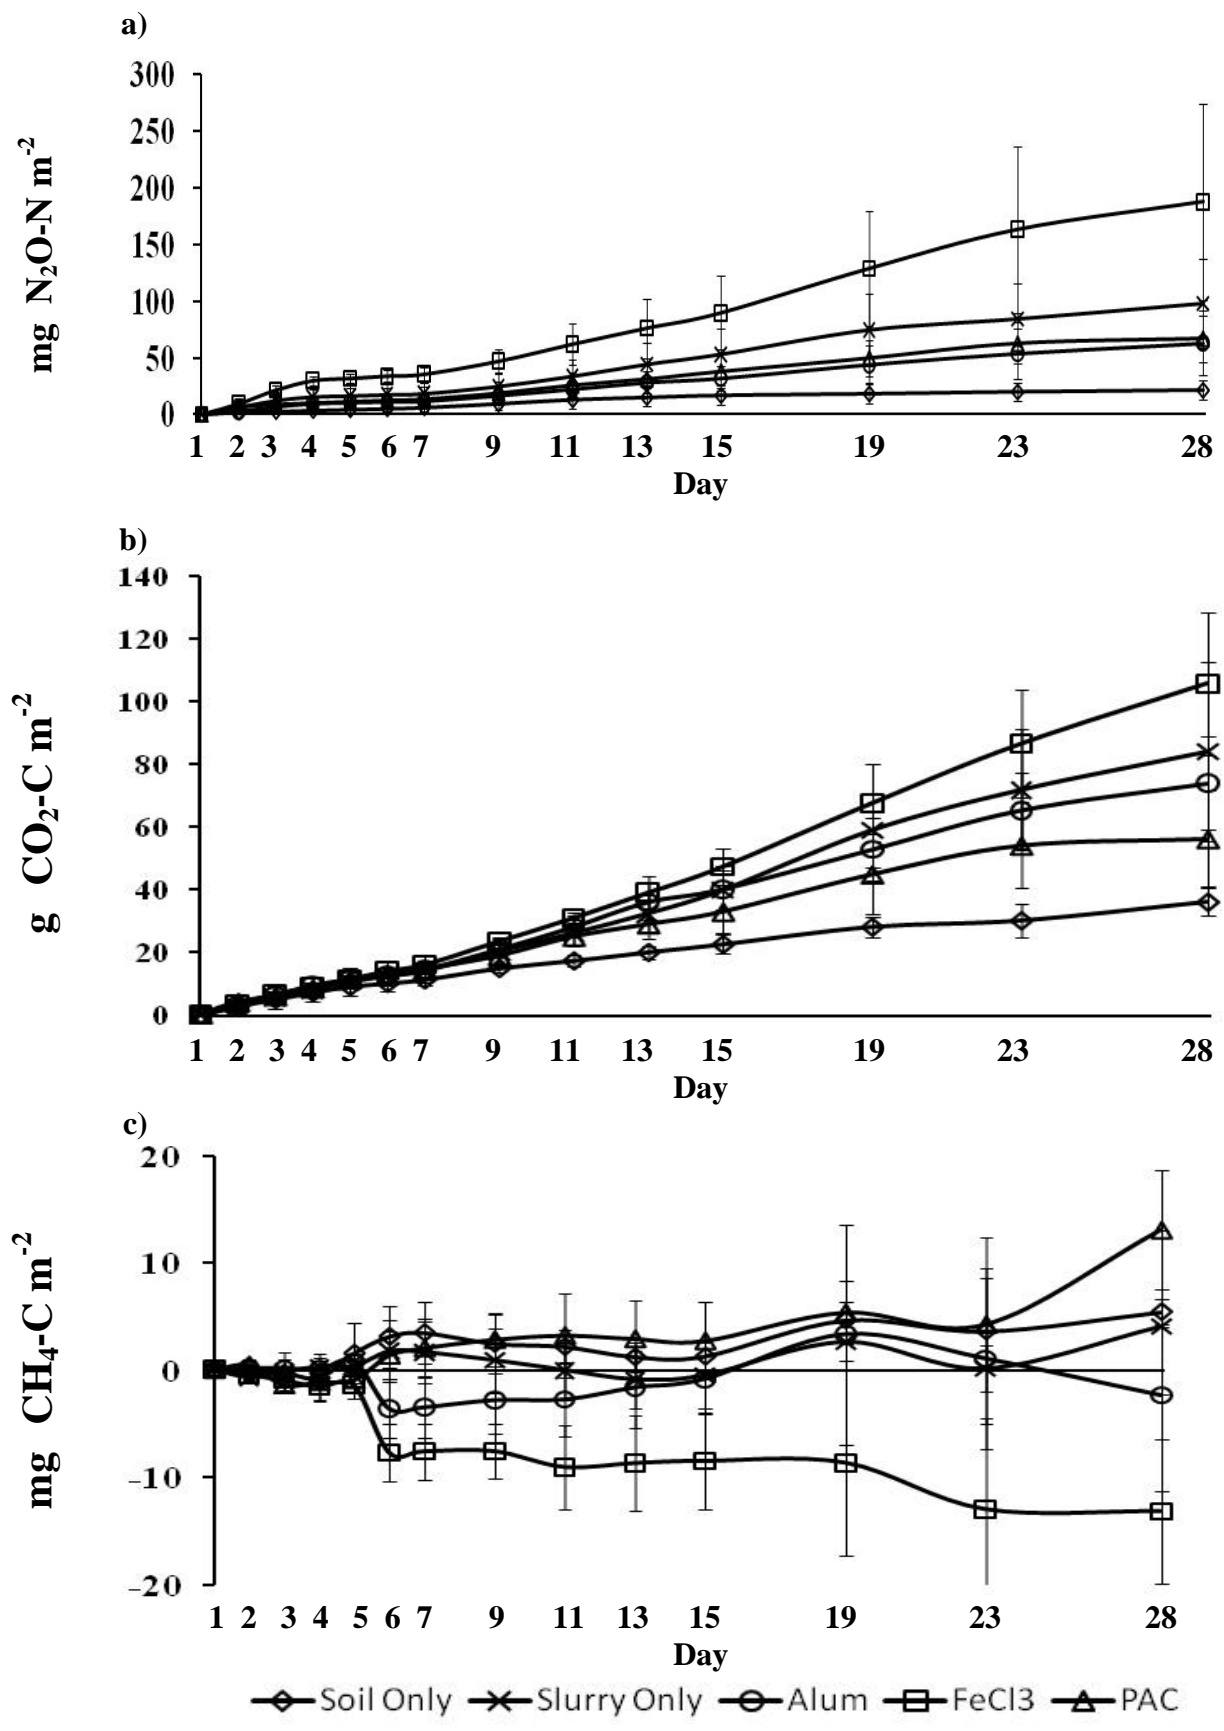 a)
300
250
200
150
100
50
0
mg N₂O-N m⁻²
1 2 3 4 5 6 7 9 11 13 15 19 23 28
Day
b)
140
120
100
80
60
40
20
0
g CO₂-C m⁻²
1 2 3 4 5 6 7 9 11 13 15 19 23 28
Day
c)
20
10
0
-10
-20
mg CH₄-C m⁻²
1 2 3 4 5 6 7 9 11 13 15 19 23 28
Day
Soil Only Slurry Only Alum FeCl3 PAC